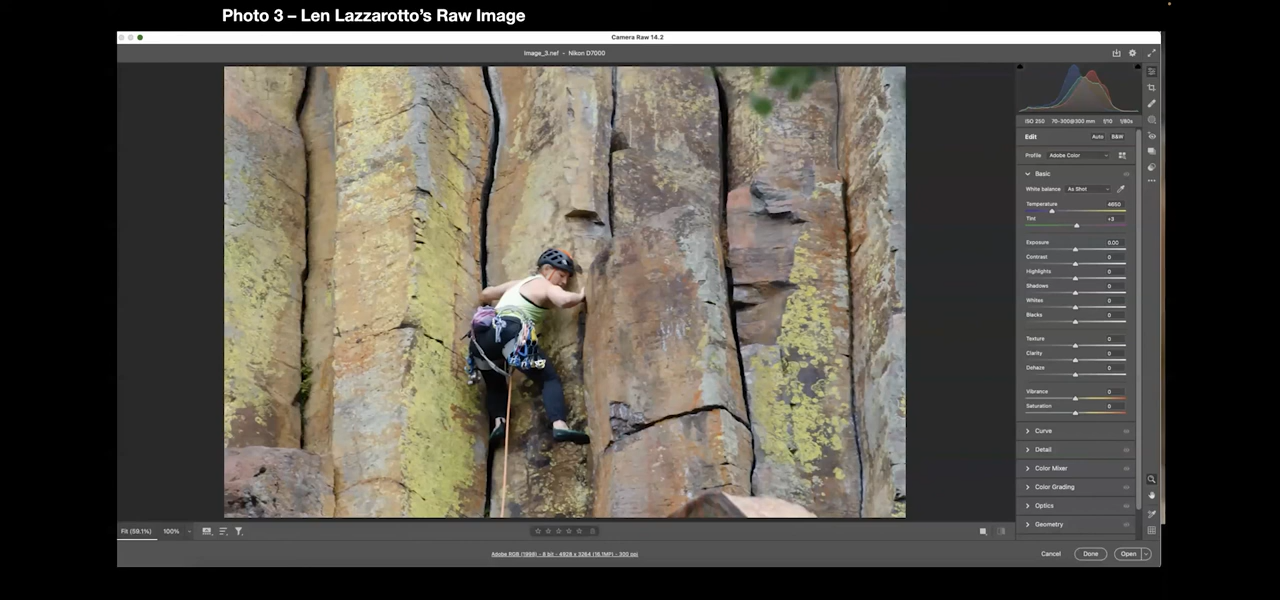 Photo 3 – Len Lazzarotto's Raw Image
Camera Raw 14.2
Image_3.nef - Nikon D7000
ISO 250 70-300@300 mm f/10 1/80s
Edit Auto B&W
Profile Adobe Color
Basic
White balance As Shot
Temperature 4650
Tint +3
Exposure 0.00
Contrast 0
Highlights 0
Shadows 0
Whites 0
Blacks 0
Texture 0
Clarity 0
Dehaze 0
Vibrance 0
Saturation 0
Curve
Detail
Color Mixer
Color Grading
Optics
Geometry
Fit (59.1%) 100%
Adobe RGB (1998) - 8 bit - 4928 x 3264 (16.1MP) - 300 ppi
Cancel Done Open